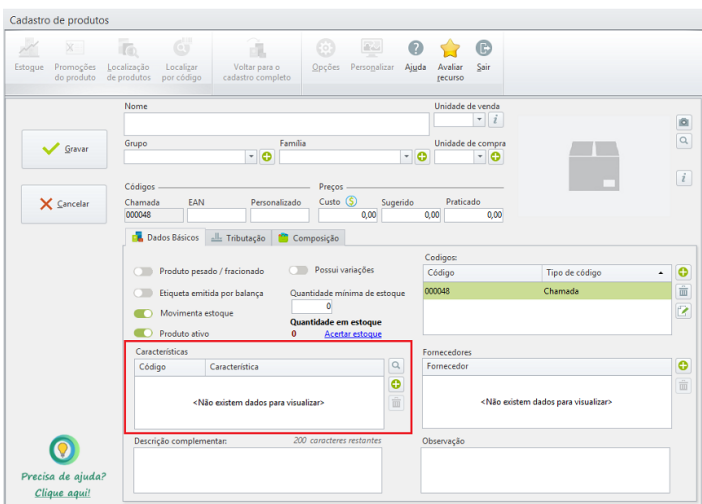 Cadastro de produtos
Estoque
Promoções do produto
Localização de produtos
Localizar por código
Voltar para o cadastro completo
Opções
Personalizar
Ajuda
Avaliar recurso
Sair
Nome
Unidade de venda
Gravar
Grupo
Família
Unidade de compra
Cancelar
Códigos
Preços
Chamada
EAN
Personalizado
Custo
Sugerido
Praticado
000048
0,00
0,00
0,00
Dados Básicos
Tributação
Composição
Produto pesado / fracionado
Possui variações
Etiqueta emitida por balança
Quantidade mínima de estoque
0
Movimenta estoque
Quantidade em estoque
Produto ativo
0
Acertar estoque
Codigos:
Código
Tipo de código
000048
Chamada
Características
Código
Característica
<Não existem dados para visualizar>
Fornecedores
Fornecedor
<Não existem dados para visualizar>
Descrição complementar:
200 caracteres restantes
Observação
Precisa de ajuda?
Clique aqui!